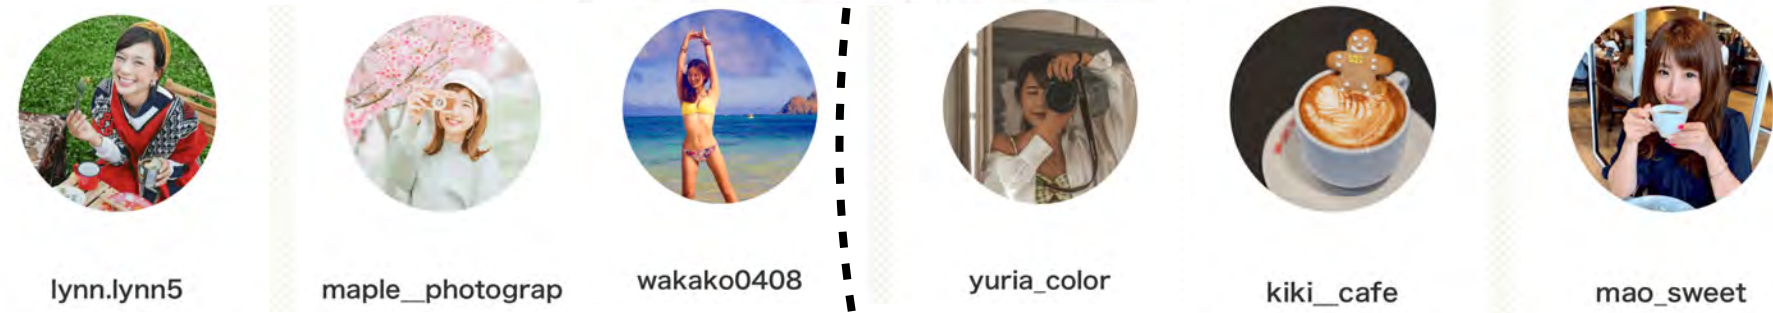 lynn.lynn5
maple__photograp
wakako0408
yuria_color
kiki__cafe
mao_sweet